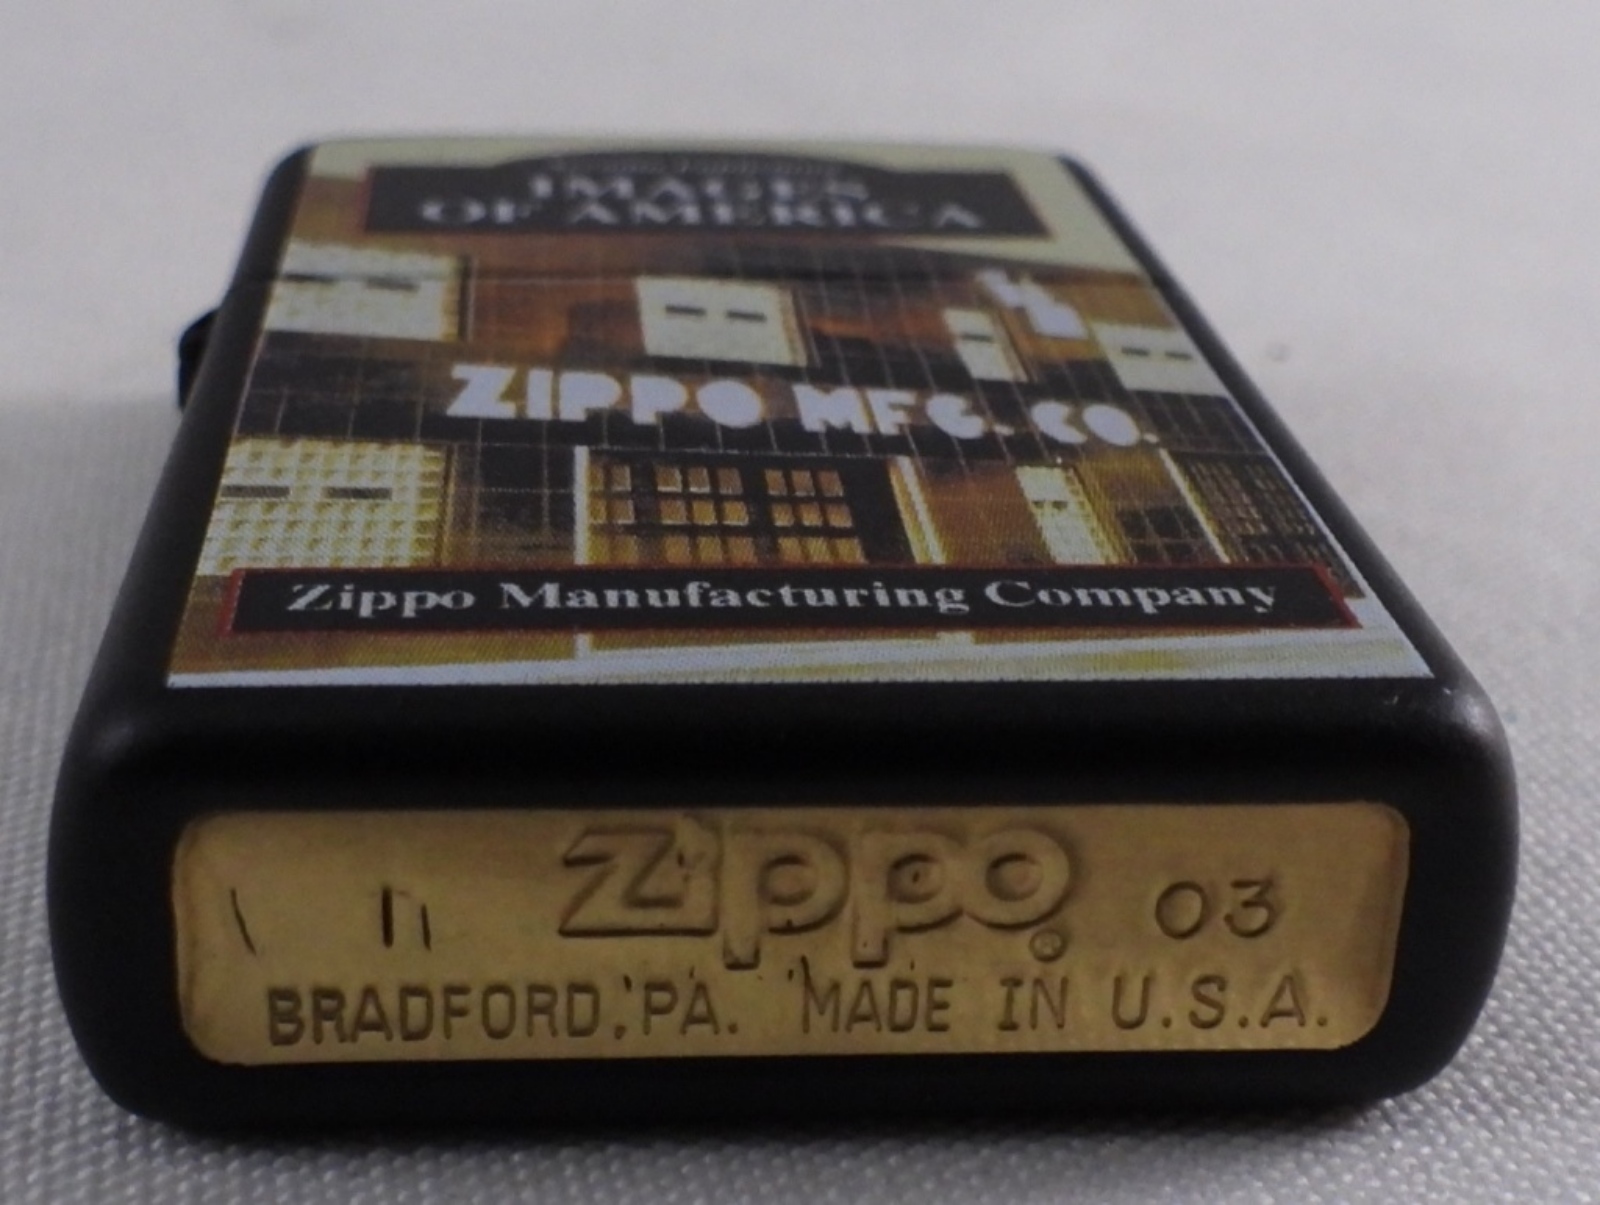 IMAGES
OF AMERICA
ZIPPO MFG. CO.
Zippo Manufacturing Company
zippo ® 03
BRADFORD, PA. MADE IN U.S.A.